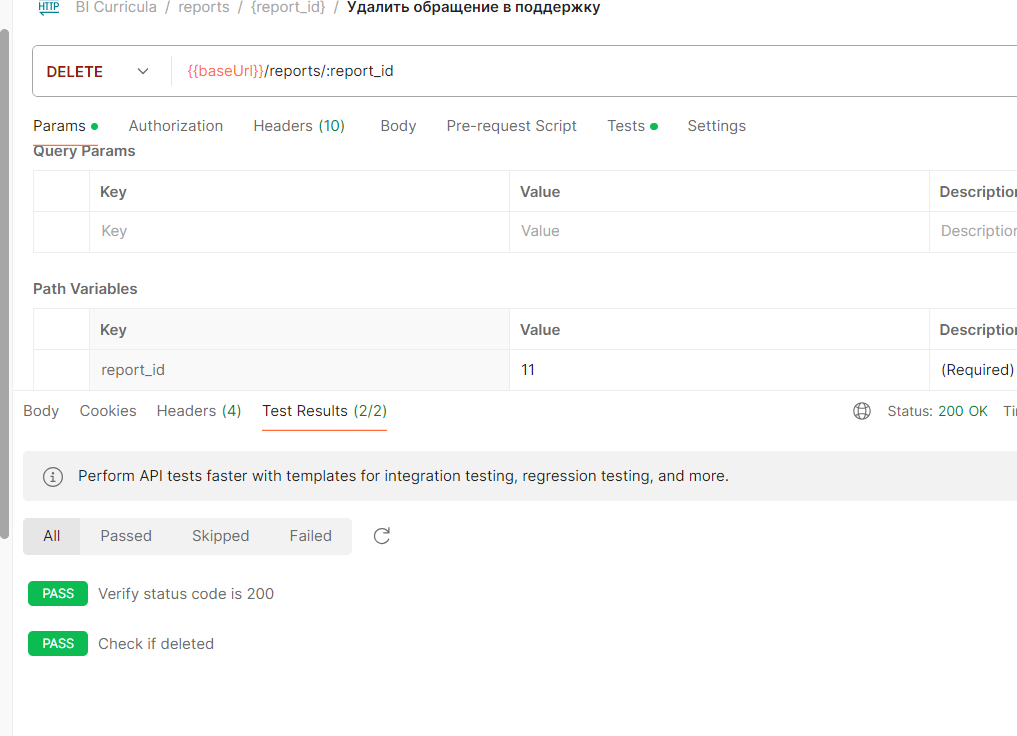 HTTP BI Curricula / reports / {report_id} / Удалить обращение в поддержку
DELETE {{baseUrl}}/reports/:report_id
Params Authorization Headers (10) Body Pre-request Script Tests Settings
Query Params
Key Value Description
Key Value Description
Path Variables
Key Value Description
report_id 11 (Required)
Body Cookies Headers (4) Test Results (2/2) Status: 200 OK
Perform API tests faster with templates for integration testing, regression testing, and more.
All Passed Skipped Failed
PASS Verify status code is 200
PASS Check if deleted